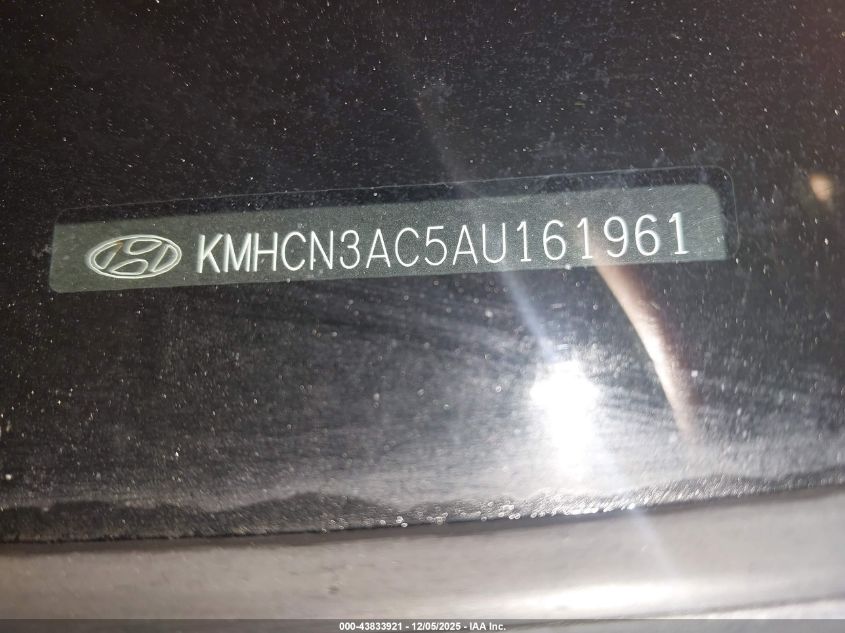 KMHCN3AC5AU161961
000-43833921 - 12/05/2025 - IAA Inc.